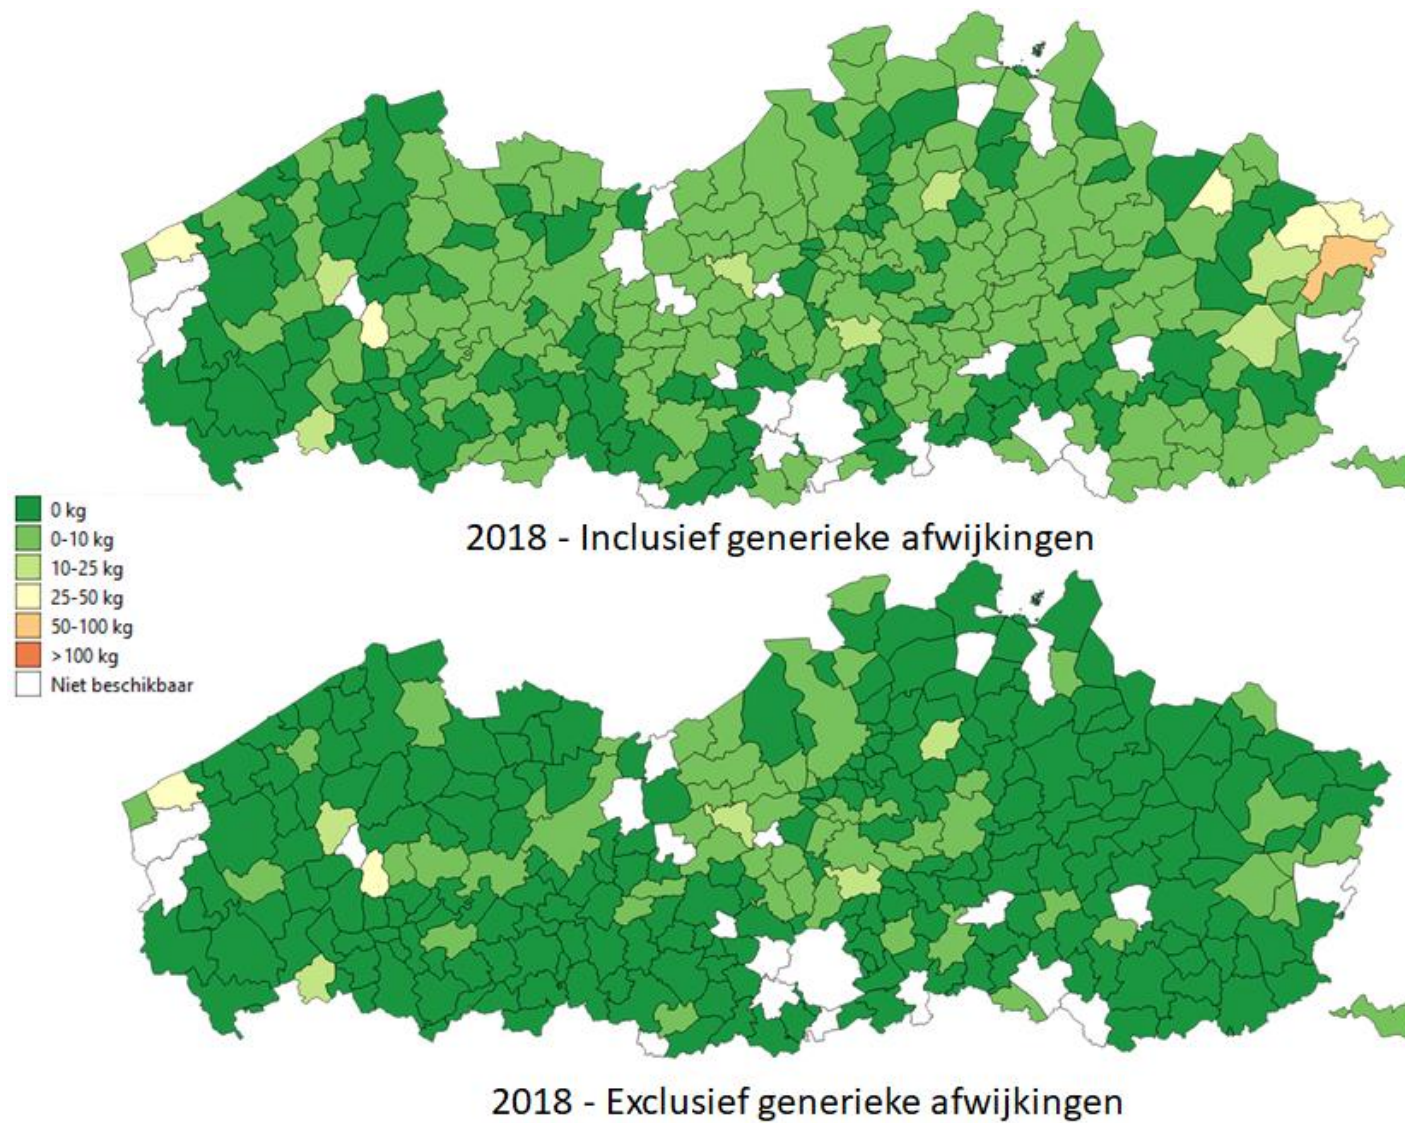 0 kg
0-10 kg
10-25 kg
25-50 kg
50-100 kg
>100 kg
Niet beschikbaar
2018 - Inclusief generieke afwijkingen
2018 - Exclusief generieke afwijkingen